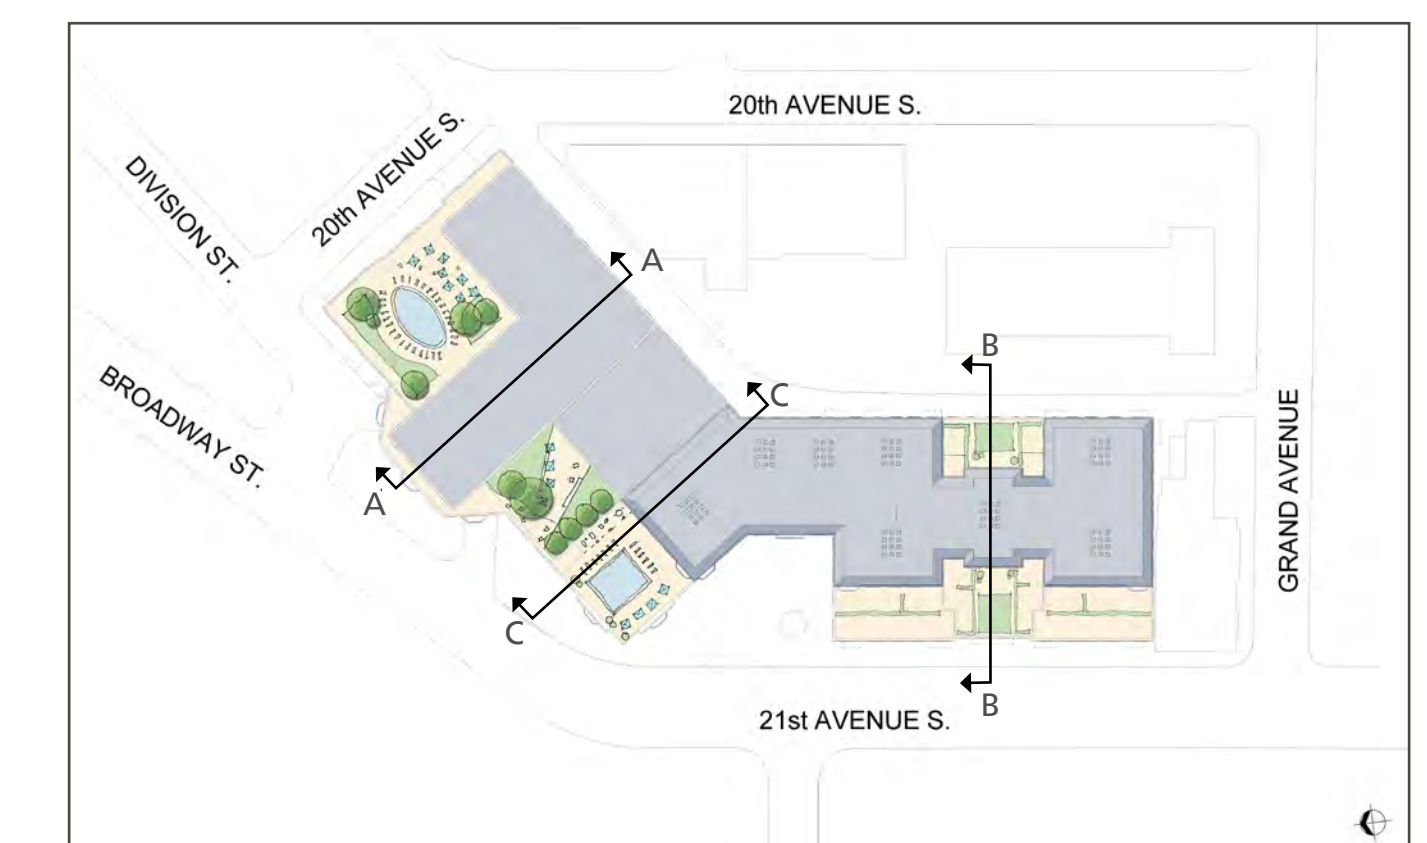 20th AVENUE S.
20th AVENUE S.
DIVISION ST.
A
B
BROADWAY ST.
C
GRAND AVENUE
A
C
B
21st AVENUE S.